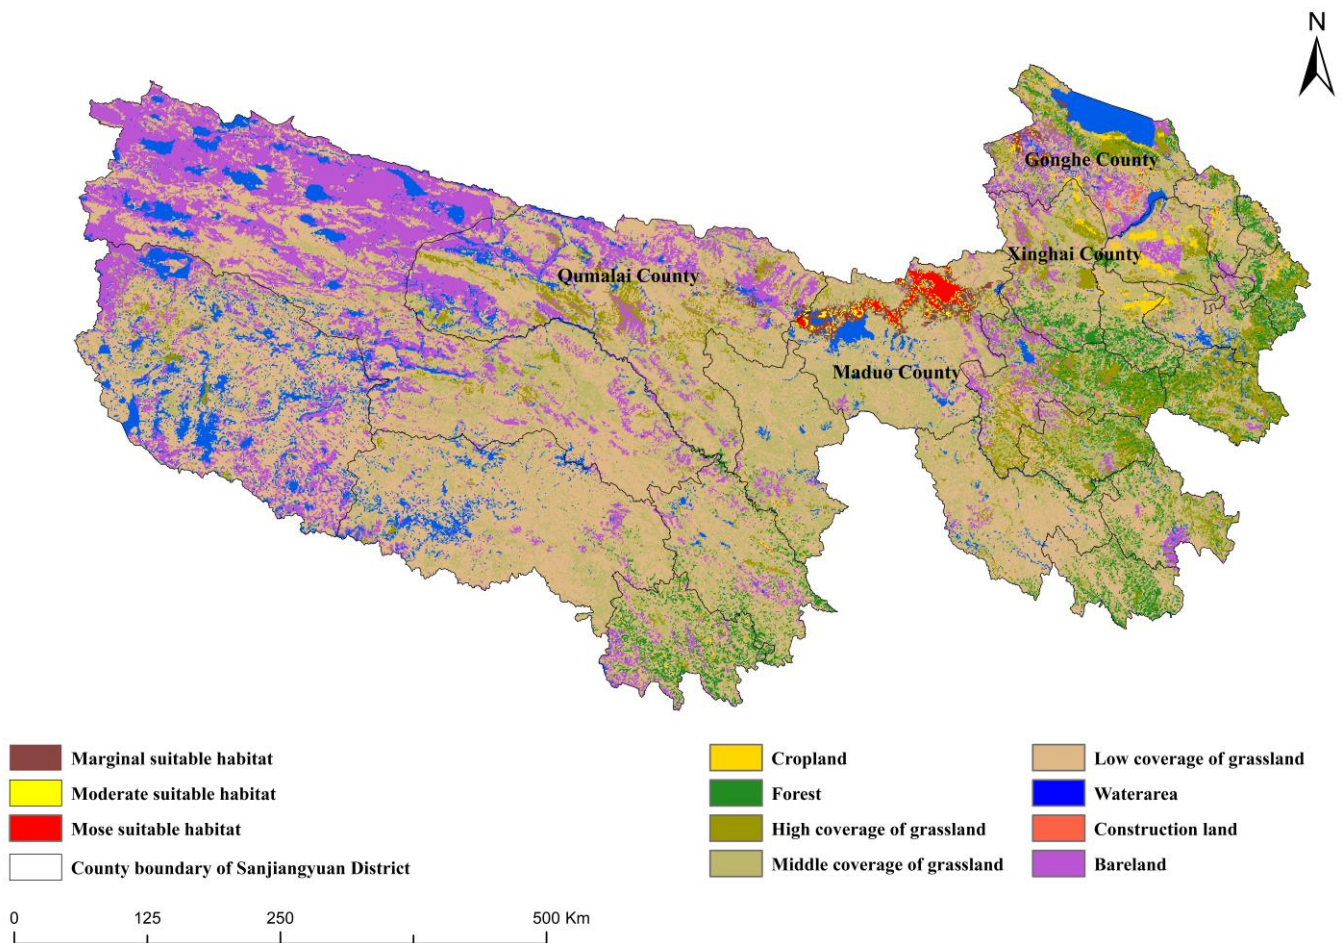 N
Gonghe County
Xinghai County
Qumalai County
Maduo County
Marginal suitable habitat
Moderate suitable habitat
Mose suitable habitat
County boundary of Sanjiangyuan District
Cropland
Forest
High coverage of grassland
Middle coverage of grassland
Low coverage of grassland
Waterarea
Construction land
Bareland
0 125 250 500 Km